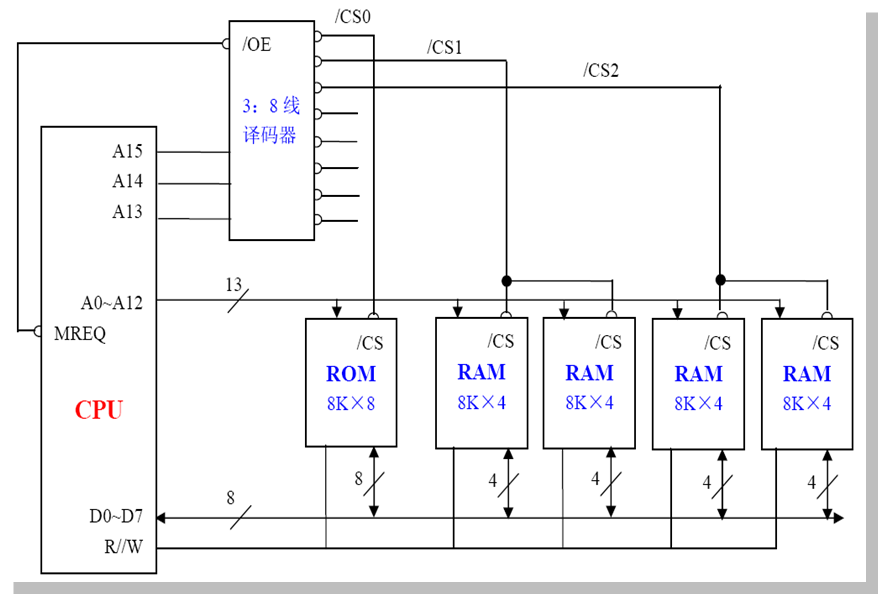 /CS0
/OE
/CS1
/CS2
3：8 线
译码器
A15
A14
A13
13
A0~A12
MREQ
/CS
/CS
/CS
/CS
/CS
ROM
RAM
RAM
RAM
RAM
8K×8
8K×4
8K×4
8K×4
8K×4
CPU
8
4
4
4
4
8
D0~D7
R//W